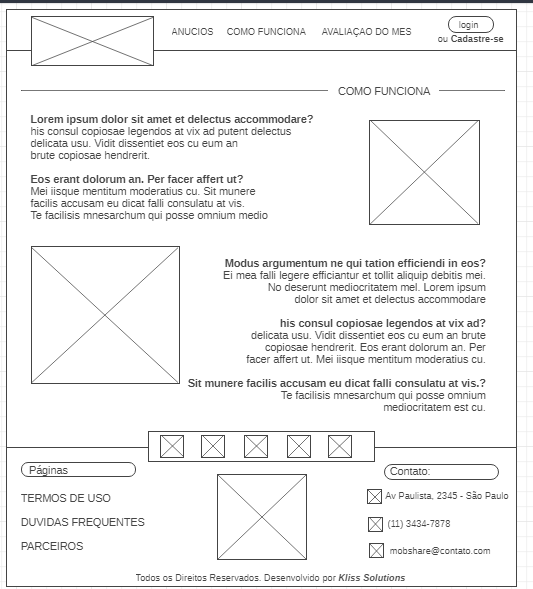 ANUCIOS COMO FUNCIONA AVALIAÇAO DO MES
login
ou Cadastre-se
COMO FUNCIONA
Lorem ipsum dolor sit amet et delectus accommodare?
his consul copiosae legendos at vix ad putent delectus
delicata usu. Vidit dissentiet eos cu eum an
brute copiosae hendrerit.
Eos erant dolorum an. Per facer affert ut?
Mei iisque mentitum moderatius cu. Sit munere
facilis accusam eu dicat falli consulatu at vis.
Te facilisis mnesarchum qui posse omnium medio
Modus argumentum ne qui tation efficiendi in eos?
Ei mea falli legere efficiantur et tollit aliquip debitis mei.
No deserunt mediocritatem mel. Lorem ipsum
dolor sit amet et delectus accommodare
his consul copiosae legendos at vix ad?
delicata usu. Vidit dissentiet eos cu eum an brute
copiosae hendrerit. Eos erant dolorum an. Per
facer affert ut. Mei iisque mentitum moderatius cu.
Sit munere facilis accusam eu dicat falli consulatu at vis.?
Te facilisis mnesarchum qui posse omnium
mediocritatem est cu.
Páginas
TERMOS DE USO
DUVIDAS FREQUENTES
PARCEIROS
Contato:
Av Paulista, 2345 - São Paulo
(11) 3434-7878
mobshare@contato.com
Todos os Direitos Reservados. Desenvolvido por Kliss Solutions